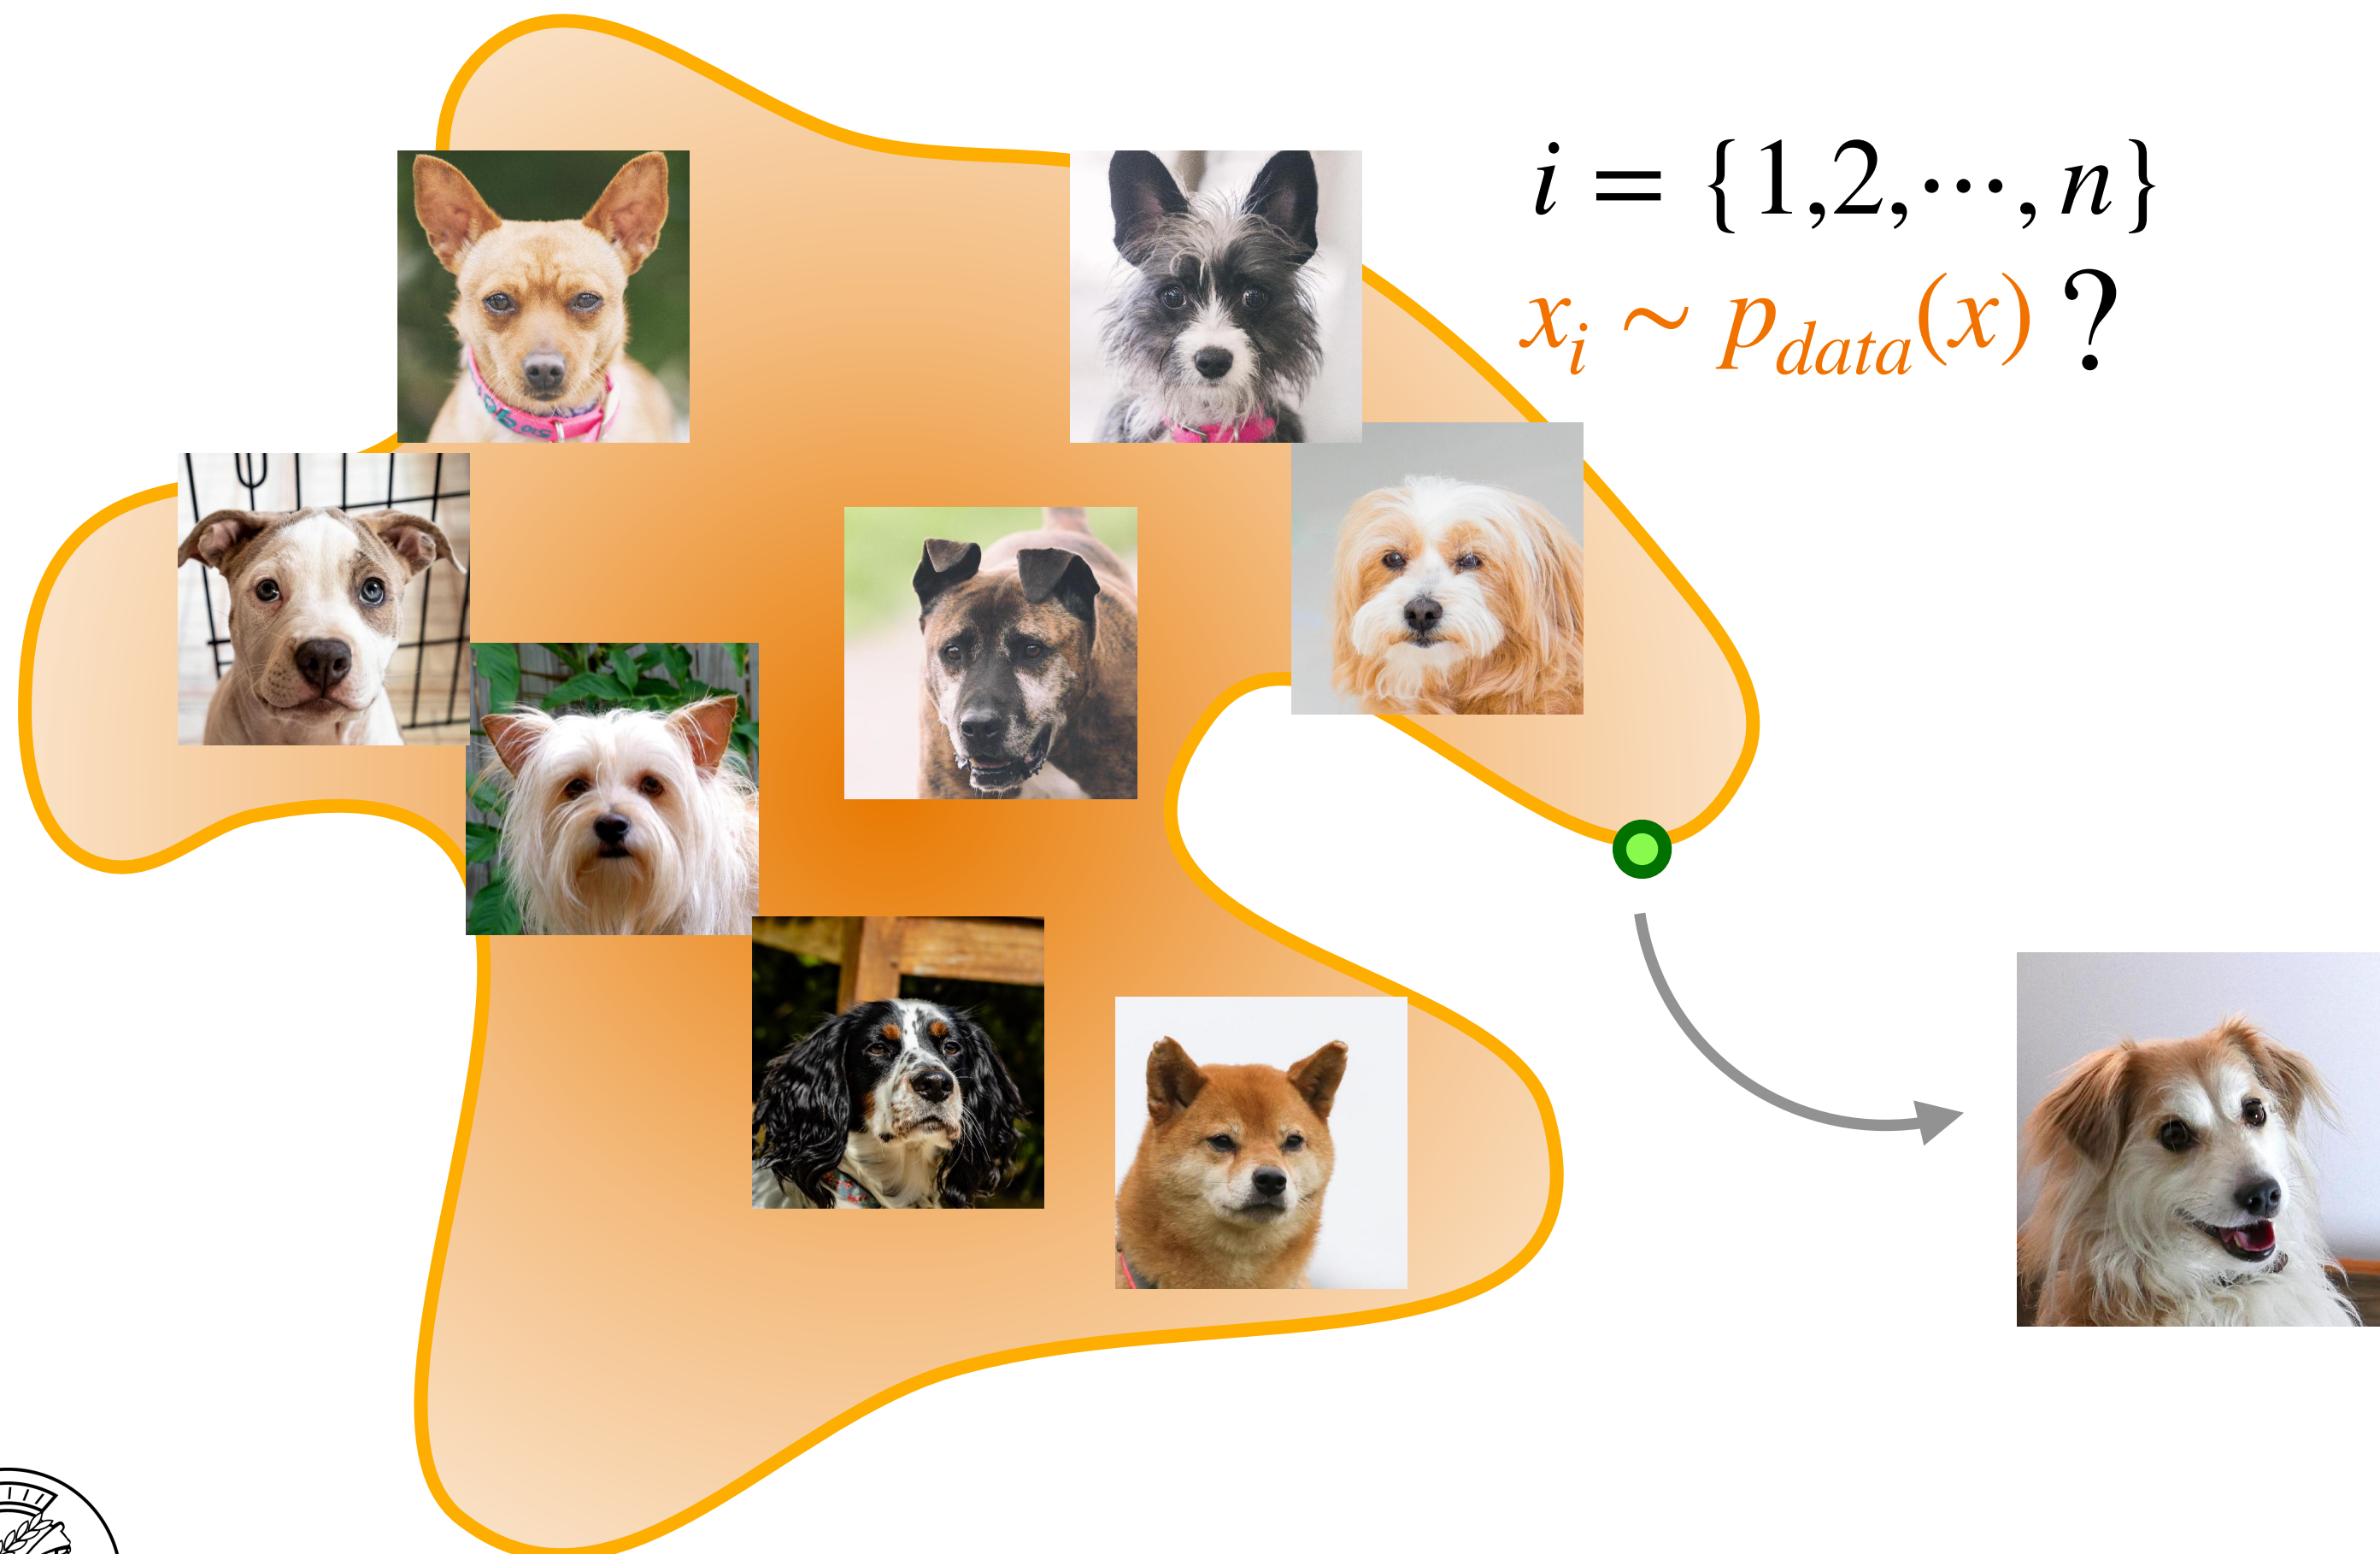 i = {1,2,⋯, n}
x_i ∼ p_data(x) ?